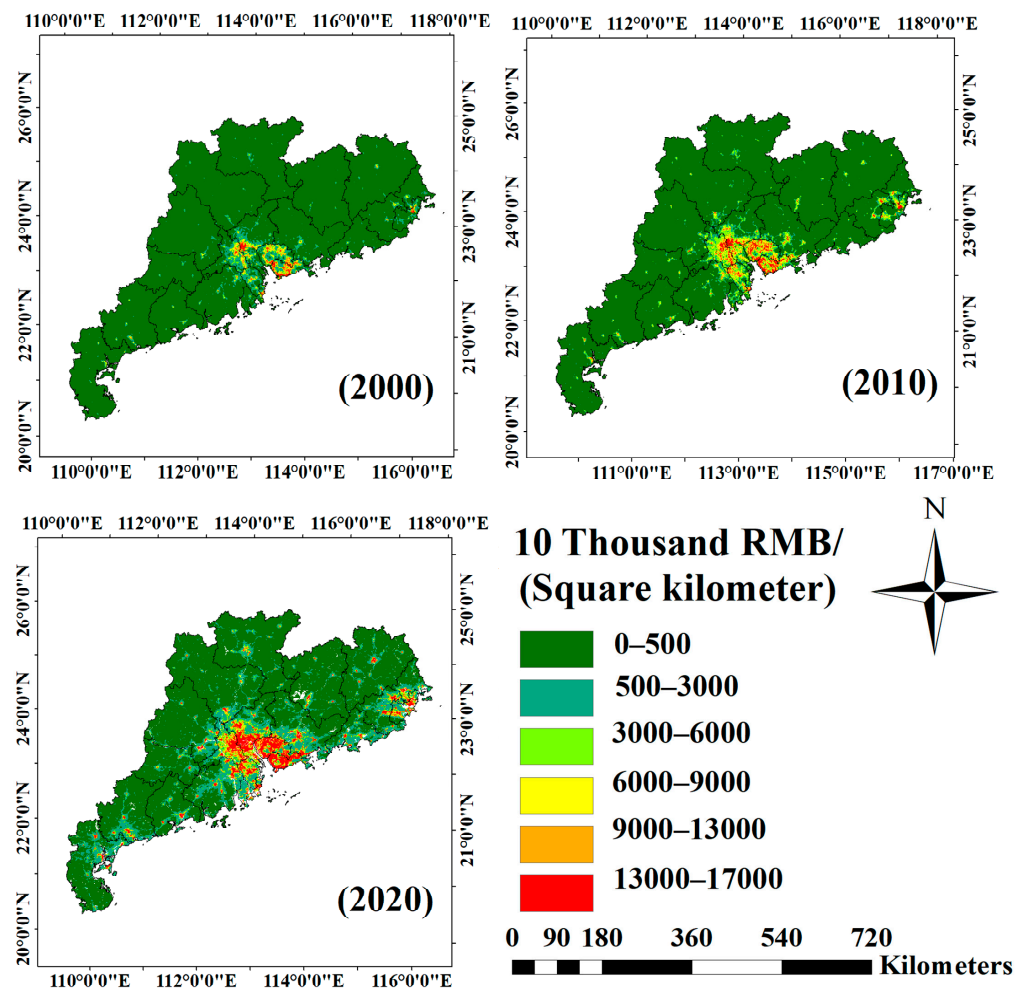 110°0'0"E 112°0'0"E 114°0'0"E 116°0'0"E 118°0'0"E
26°0'0"N
24°0'0"N
22°0'0"N
20°0'0"N
25°0'0"N
23°0'0"N
21°0'0"N
(2000)
110°0'0"E 112°0'0"E 114°0'0"E 116°0'0"E
110°0'0"E 112°0'0"E 114°0'0"E 116°0'0"E 118°0'0"E
26°0'0"N
24°0'0"N
22°0'0"N
20°0'0"N
25°0'0"N
23°0'0"N
21°0'0"N
(2010)
111°0'0"E 113°0'0"E 115°0'0"E 117°0'0"E
110°0'0"E 112°0'0"E 114°0'0"E 116°0'0"E 118°0'0"E
26°0'0"N
24°0'0"N
22°0'0"N
20°0'0"N
25°0'0"N
23°0'0"N
21°0'0"N
(2020)
110°0'0"E 112°0'0"E 114°0'0"E 116°0'0"E
N
10 Thousand RMB/
(Square kilometer)
0–500
500–3000
3000–6000
6000–9000
9000–13000
13000–17000
0 90 180 360 540 720
Kilometers